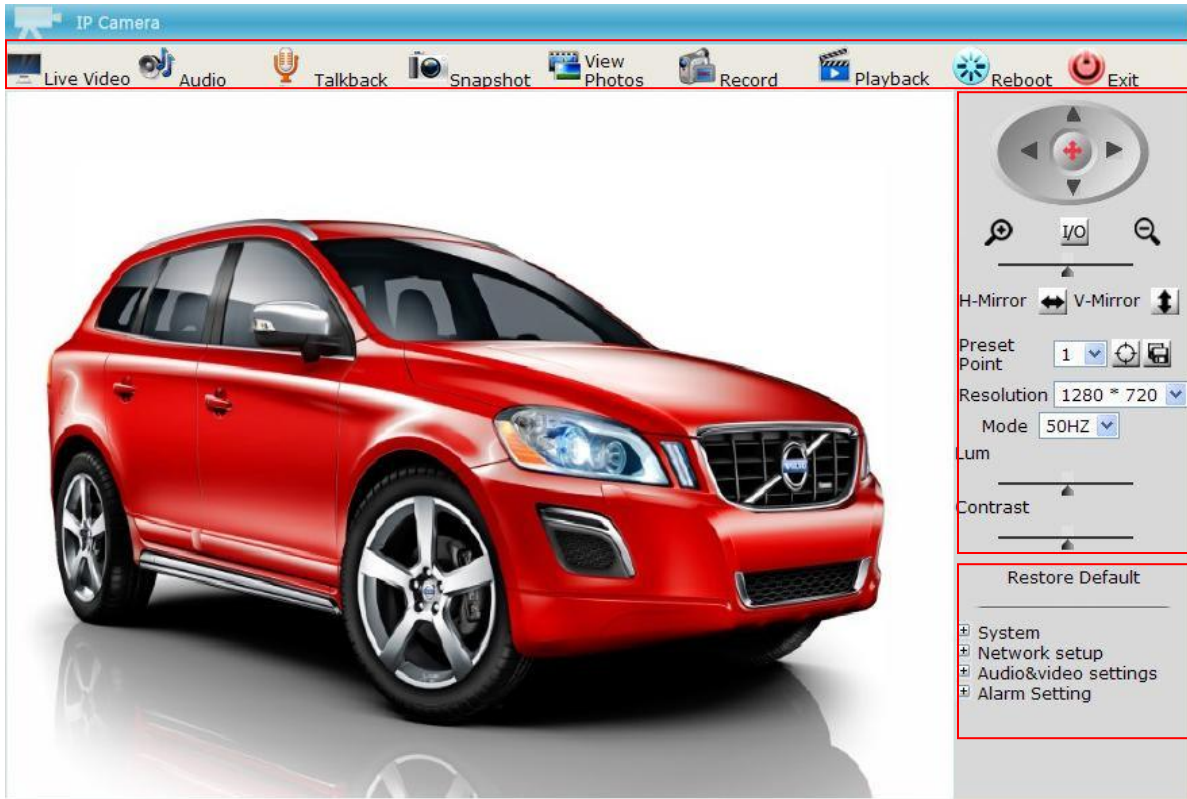 IP Camera
Live Video
Audio
Talkback
Snapshot
View
Photos
Record
Playback
Reboot
Exit
I/O
H-Mirror
V-Mirror
Preset
Point
1
Resolution 1280 * 720
Mode 50HZ
Lum
Contrast
Restore Default
System
Network setup
Audio&video settings
Alarm Setting
VOLVO